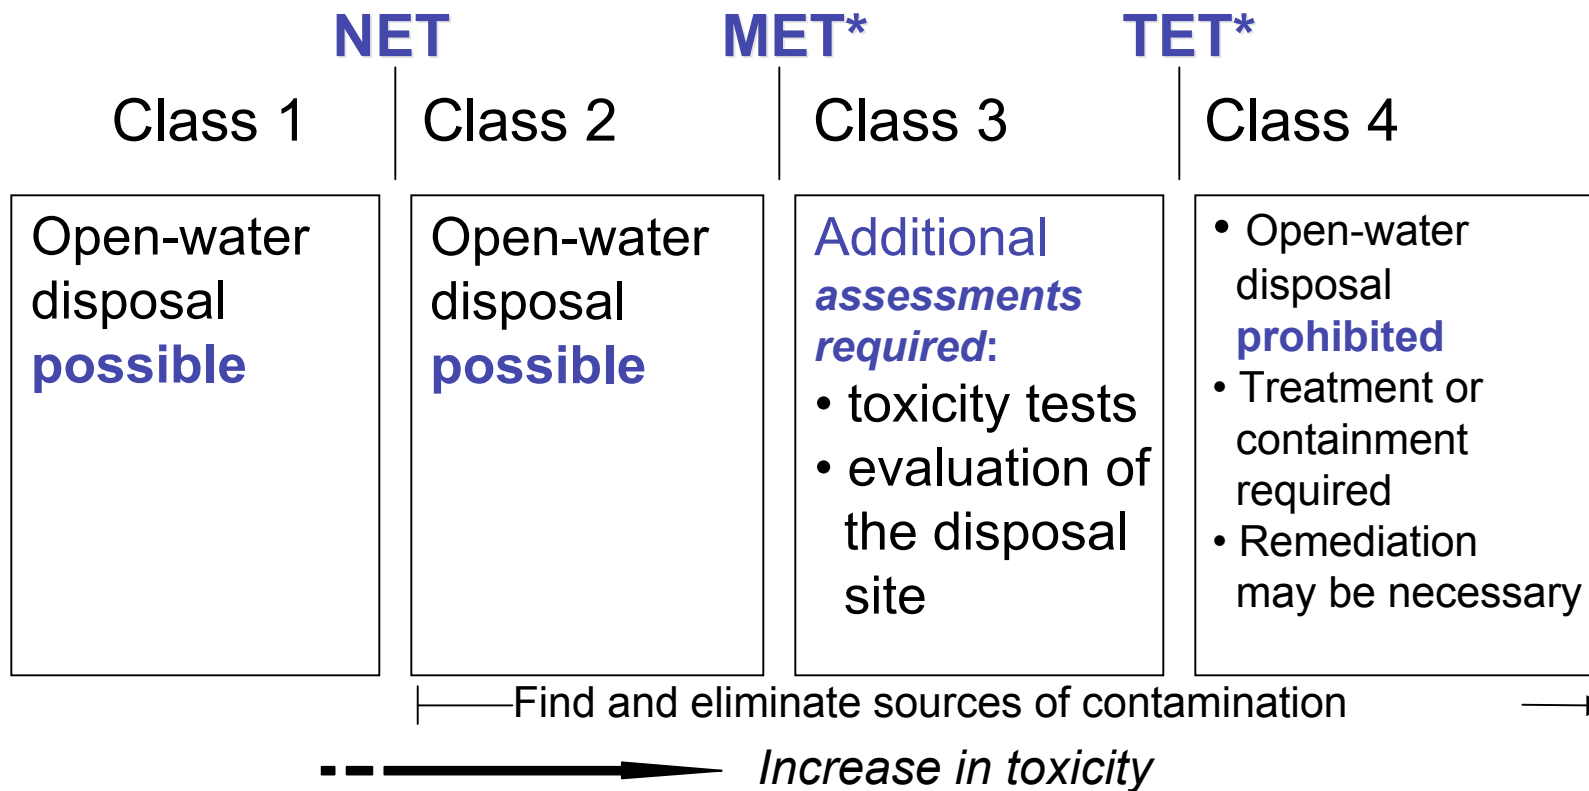 NET MET* TET*
Class 1 Class 2 Class 3 Class 4
Open-water
disposal
possible
Open-water
disposal
possible
Additional
assessments
required:
• toxicity tests
• evaluation of
the disposal
site
• Open-water
disposal
prohibited
• Treatment or
containment
required
• Remediation
may be necessary
Find and eliminate sources of contamination
Increase in toxicity